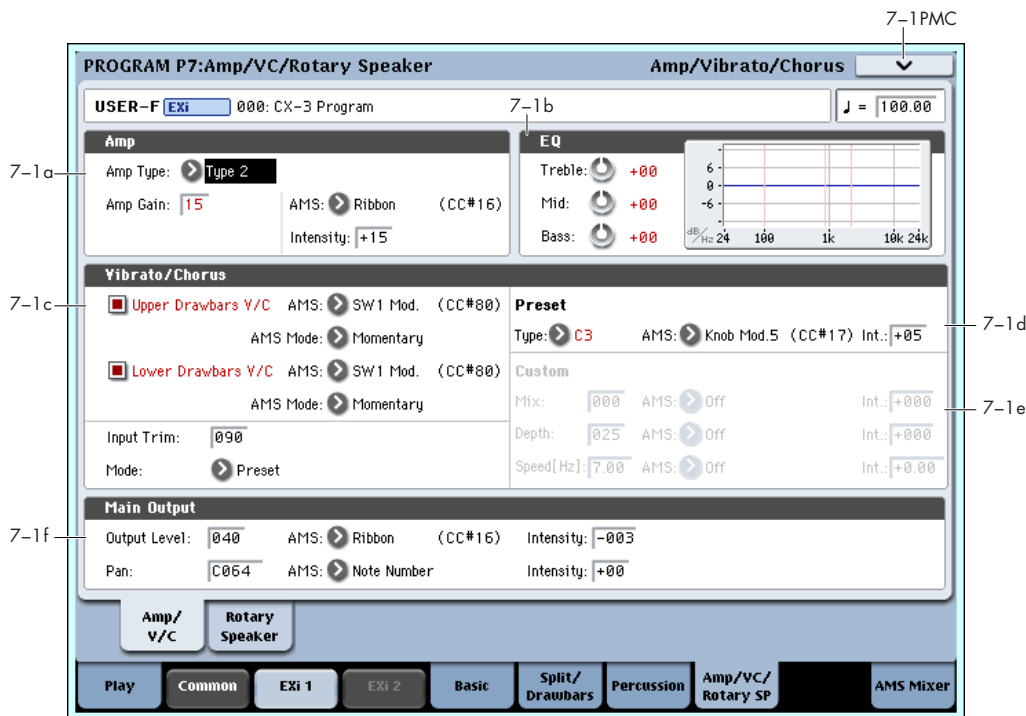 7–1PMC
PROGRAM P7:Amp/VC/Rotary Speaker Amp/Vibrato/Chorus
USER–F EXi 000: CX–3 Program ♩ = 100.00
7–1b
Amp
7–1a
Amp Type: Type 2
Amp Gain: 15 AMS: Ribbon (CC#16)
Intensity: +15
EQ
Treble: +00
Mid: +00
Bass: +00
6
0
-6
dB/Hz 24 100 1k 10k 24k
Vibrato/Chorus
7–1c
Upper Drawbars V/C AMS: SW1 Mod. (CC#80)
AMS Mode: Momentary
Lower Drawbars V/C AMS: SW1 Mod. (CC#80)
AMS Mode: Momentary
Input Trim: 090
Mode: Preset
Preset
Type: C3 AMS: Knob Mod.5 (CC#17) Int.: +05
7–1d
Custom
Mix: 000 AMS: Off Int.: +000
7–1e
Depth: 025 AMS: Off Int.: +000
Speed[Hz]: 7.00 AMS: Off Int.: +0.00
Main Output
7–1f
Output Level: 040 AMS: Ribbon (CC#16) Intensity: –003
Pan: C064 AMS: Note Number Intensity: +00
Amp/
V/C
Rotary
Speaker
Play Common EXi 1 EXi 2 Basic Split/
Drawbars Percussion Amp/VC/
Rotary SP AMS Mixer